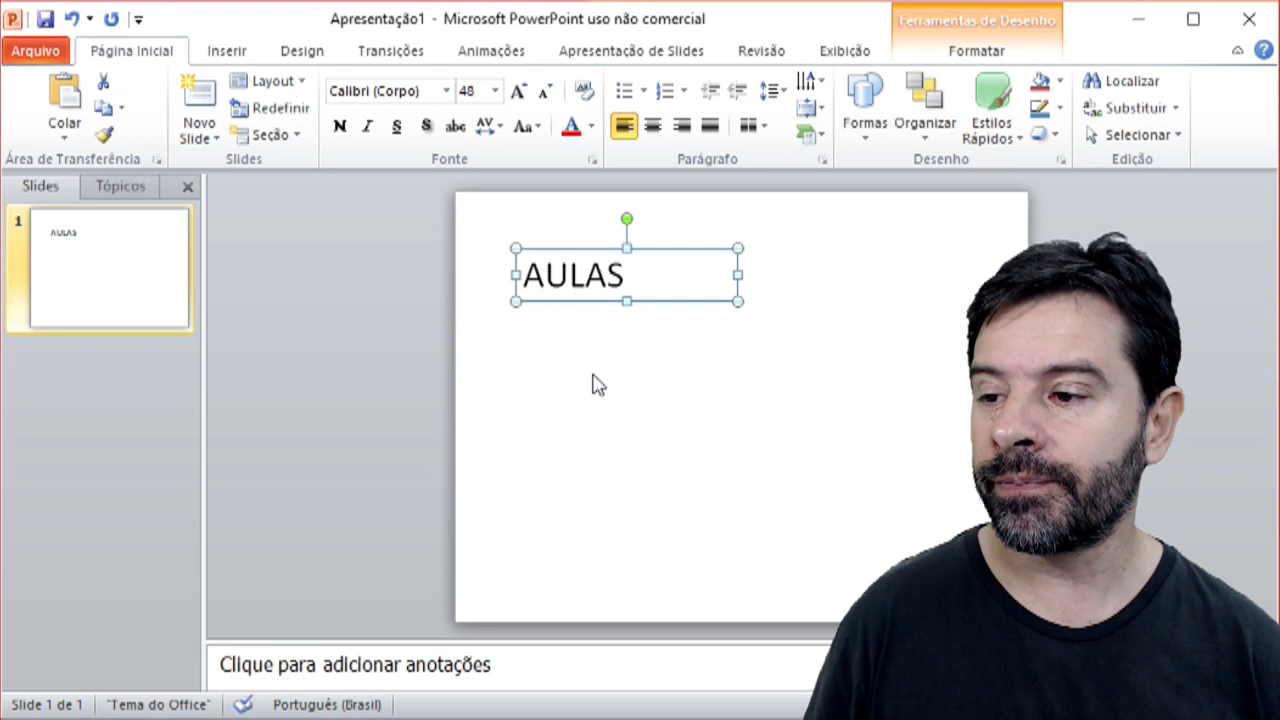 Apresentação1 - Microsoft PowerPoint uso não comercial
Ferramentas de Desenho
Arquivo Página Inicial Inserir Design Transições Animações Apresentação de Slides Revisão Exibição Formatar
Colar
Área de Transferência
Novo Slide
Layout
Redefinir
Seção
Slides
Calibri (Corpo) 48
N I S S abc AV Aa A
Fonte
Parágrafo
Formas
Organizar
Estilos Rápidos
Desenho
Localizar
Substituir
Selecionar
Edição
Slides Tópicos
1
AULAS
AULAS
Clique para adicionar anotações
Slide 1 de 1 "Tema do Office" Português (Brasil)